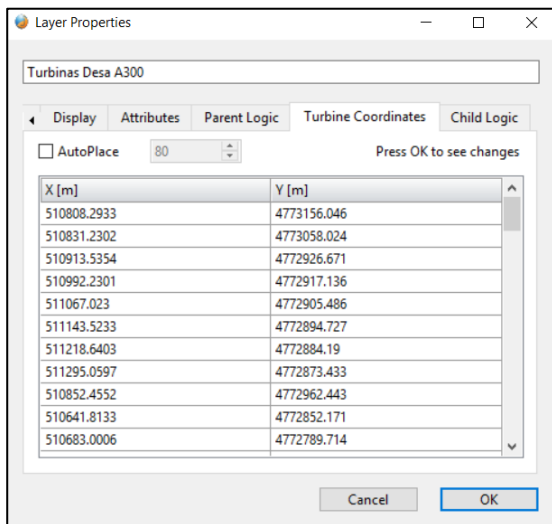 Layer Properties
Turbinas Desa A300
Display Attributes Parent Logic Turbine Coordinates Child Logic
AutoPlace 80 Press OK to see changes
X [m] Y [m]
510808.2933 4773156.046
510831.2302 4773058.024
510913.5354 4772926.671
510992.2301 4772917.136
511067.023 4772905.486
511143.5233 4772894.727
511218.6403 4772884.19
511295.0597 4772873.433
510852.4552 4772962.443
510641.8133 4772852.171
510683.0006 4772789.714
Cancel OK